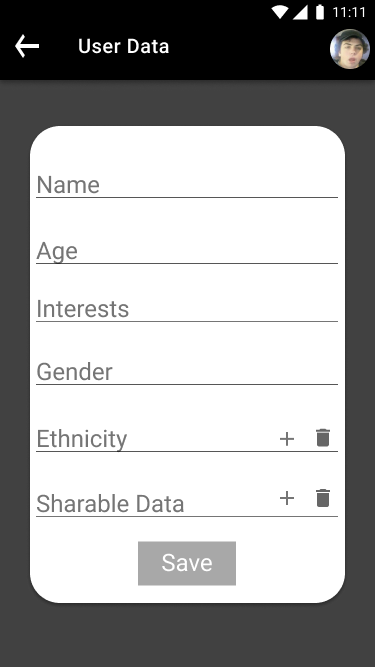 11:11
User Data
Name
Age
Interests
Gender
Ethnicity
Sharable Data
Save